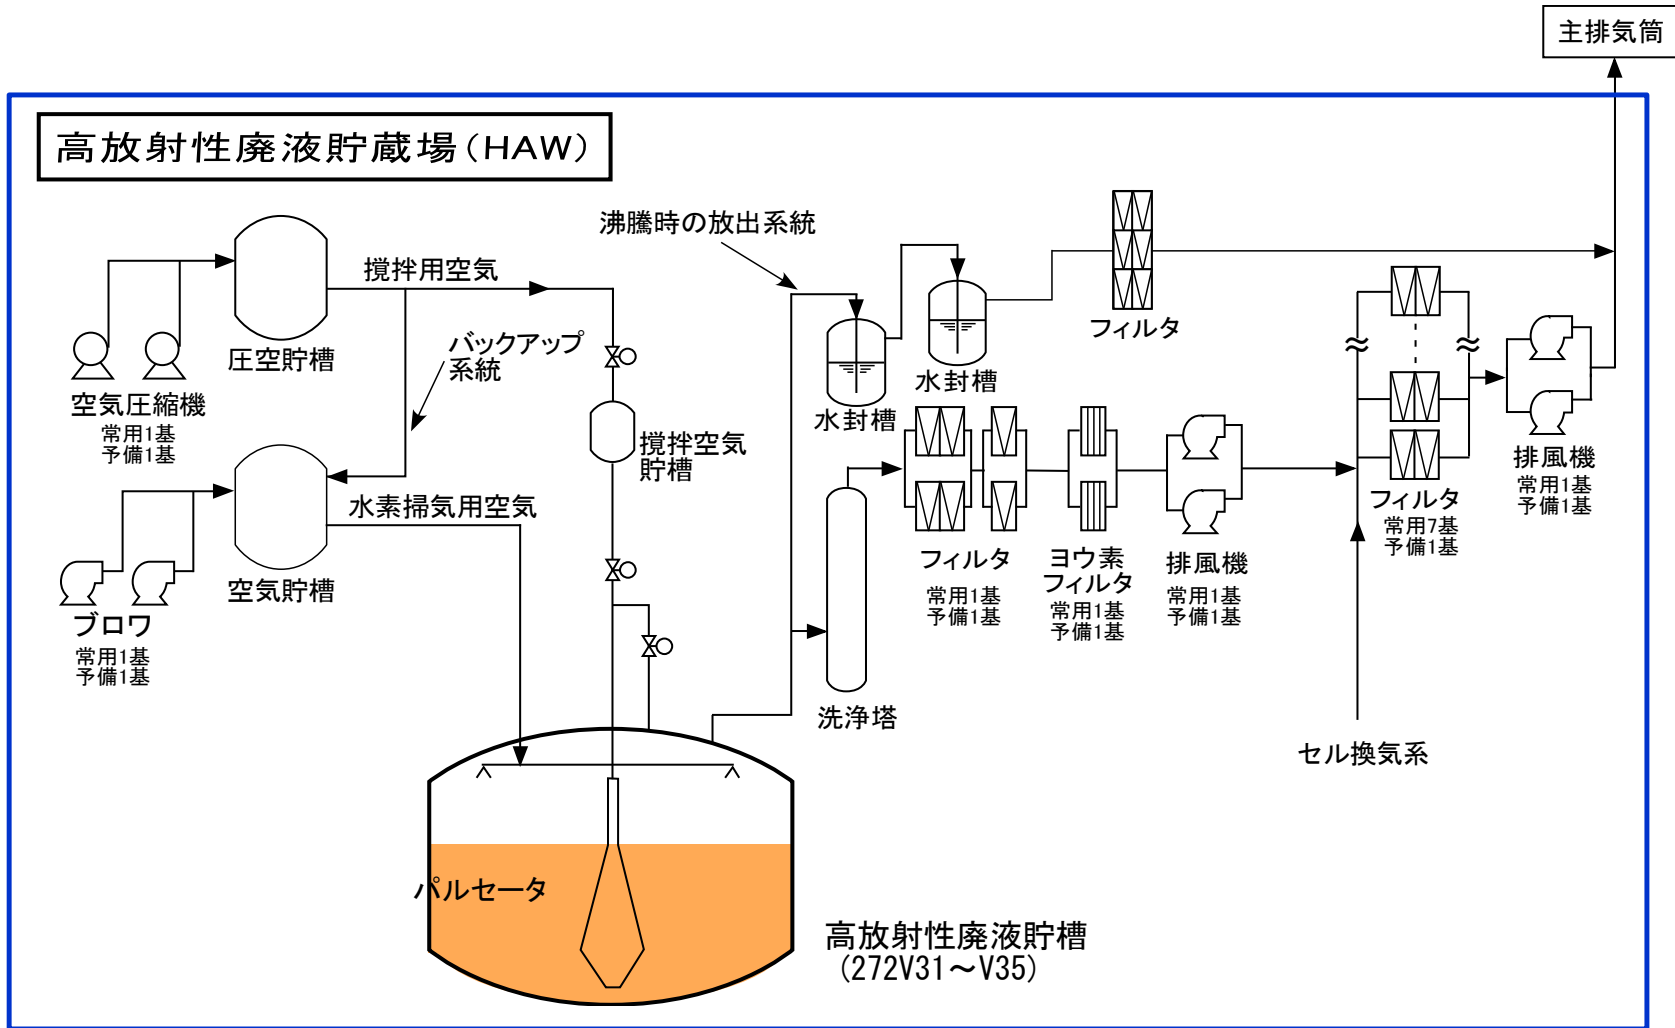 主排気筒
高放射性廃液貯蔵場(HAW)
沸騰時の放出系統
攪拌用空気
フィルタ
バックアップ
系統
圧空貯槽
水封槽
水封槽
空気圧縮機
常用1基
予備1基
攪拌空気
貯槽
排風機
常用1基
予備1基
水素掃気用空気
フィルタ
常用7基
予備1基
フィルタ
常用1基
予備1基
ヨウ素
フィルタ
常用1基
予備1基
排風機
常用1基
予備1基
空気貯槽
ブロワ
常用1基
予備1基
洗浄塔
セル換気系
パルセータ
高放射性廃液貯槽
(272V31～V35)